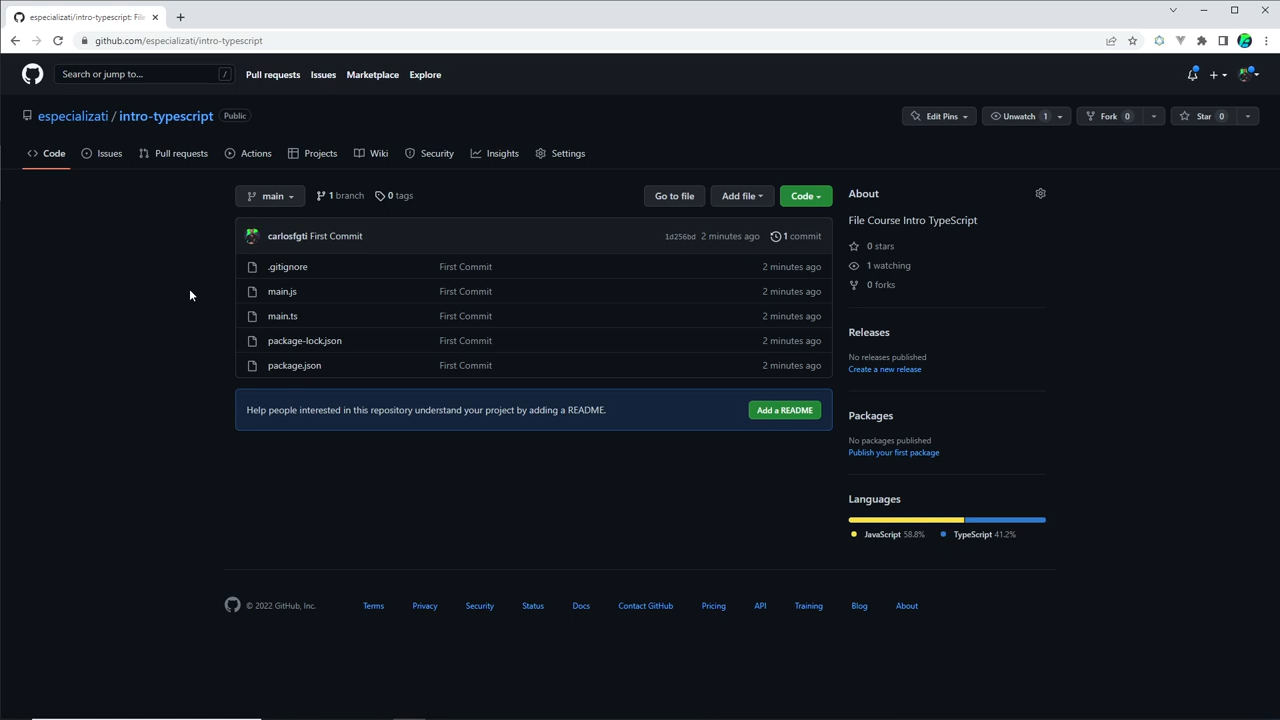 especializati/intro-typescript: File
github.com/especializati/intro-typescript
Search or jump to... /
Pull requests Issues Marketplace Explore
especializati / intro-typescript Public
Edit Pins Unwatch 1 Fork 0 Star 0
Code Issues Pull requests Actions Projects Wiki Security Insights Settings
main 1 branch 0 tags Go to file Add file Code
carlosfgti First Commit 1d256bd 2 minutes ago 1 commit
.gitignore First Commit 2 minutes ago
main.js First Commit 2 minutes ago
main.ts First Commit 2 minutes ago
package-lock.json First Commit 2 minutes ago
package.json First Commit 2 minutes ago
Help people interested in this repository understand your project by adding a README. Add a README
About
File Course Intro TypeScript
0 stars
1 watching
0 forks
Releases
No releases published
Create a new release
Packages
No packages published
Publish your first package
Languages
JavaScript 58.8% TypeScript 41.2%
© 2022 GitHub, Inc. Terms Privacy Security Status Docs Contact GitHub Pricing API Training Blog About